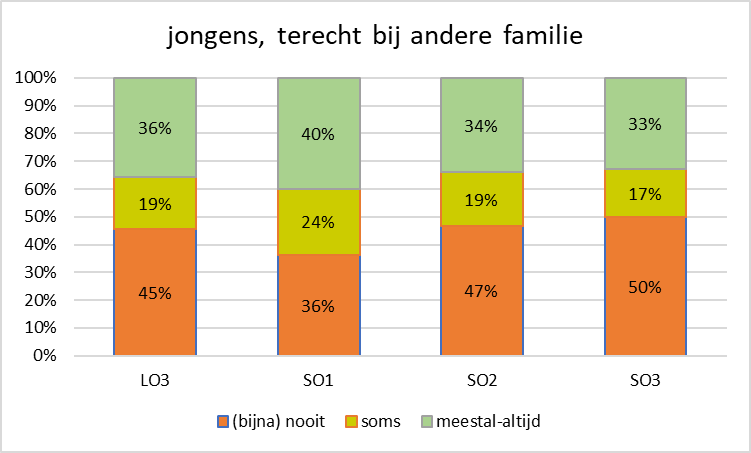 jongens, terecht bij andere familie
100%
90%
80%
70%
60%
50%
40%
30%
20%
10%
0%
36% 40% 34% 33%
19% 24% 19% 17%
45% 36% 47% 50%
LO3 SO1 SO2 SO3
(bijna) nooit soms meestal-altijd